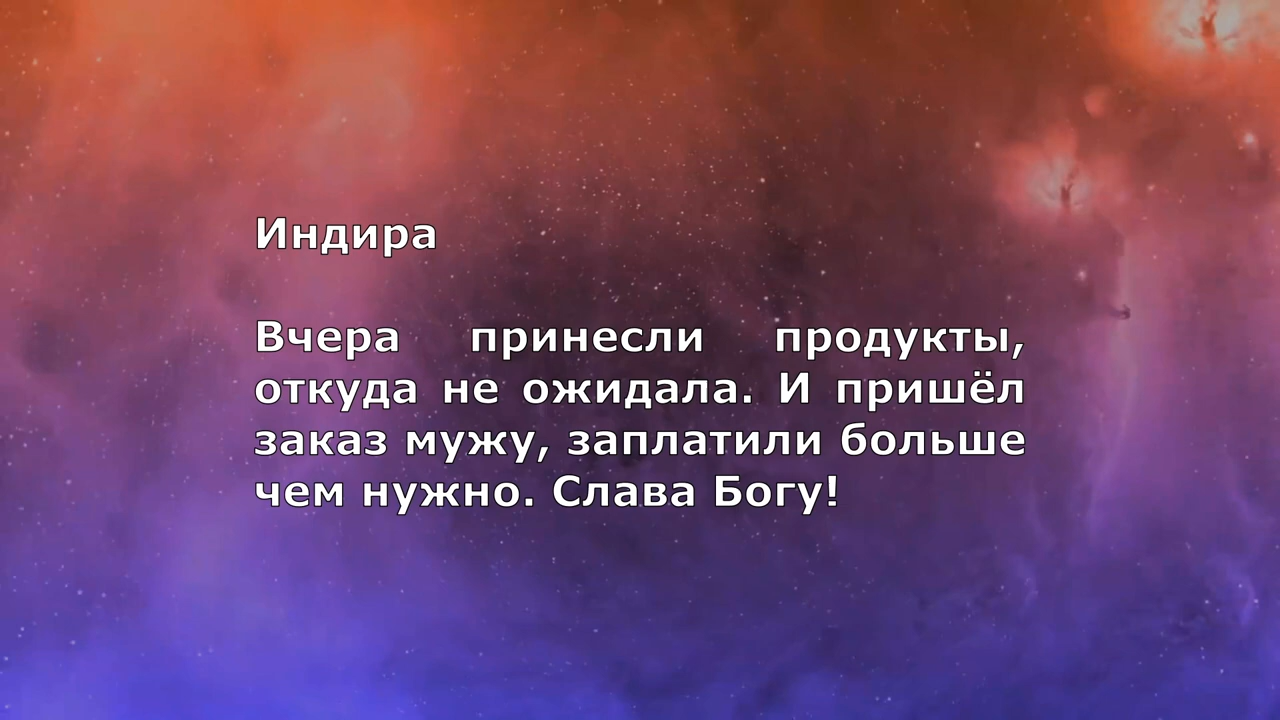 Индира
Вчера принесли продукты,
откуда не ожидала. И пришёл
заказ мужу, заплатили больше
чем нужно. Слава Богу!